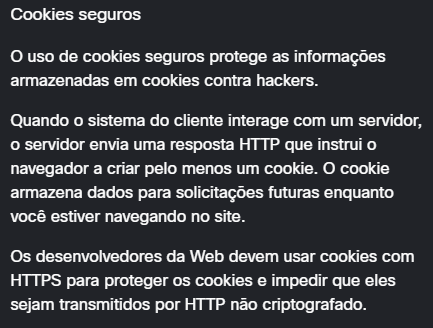 Cookies seguros
O uso de cookies seguros protege as informações
armazenadas em cookies contra hackers.
Quando o sistema do cliente interage com um servidor,
o servidor envia uma resposta HTTP que instrui o
navegador a criar pelo menos um cookie. O cookie
armazena dados para solicitações futuras enquanto
você estiver navegando no site.
Os desenvolvedores da Web devem usar cookies com
HTTPS para proteger os cookies e impedir que eles
sejam transmitidos por HTTP não criptografado.